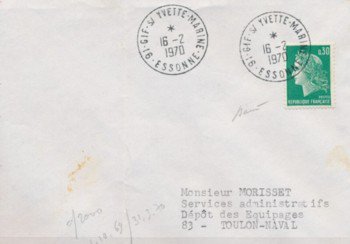 91-GIF-S/YVETTE-MARINE
*
16 -2
1970
ESSONNE
91-GIF-S/YVETTE-MARINE
*
16 -2
1970
ESSONNE
0,30
REPUBLIQUE FRANCAISE
Monsieur MORISSET
Services administratifs
Dépôt des Equipages
83 - TOULON-NAVAL